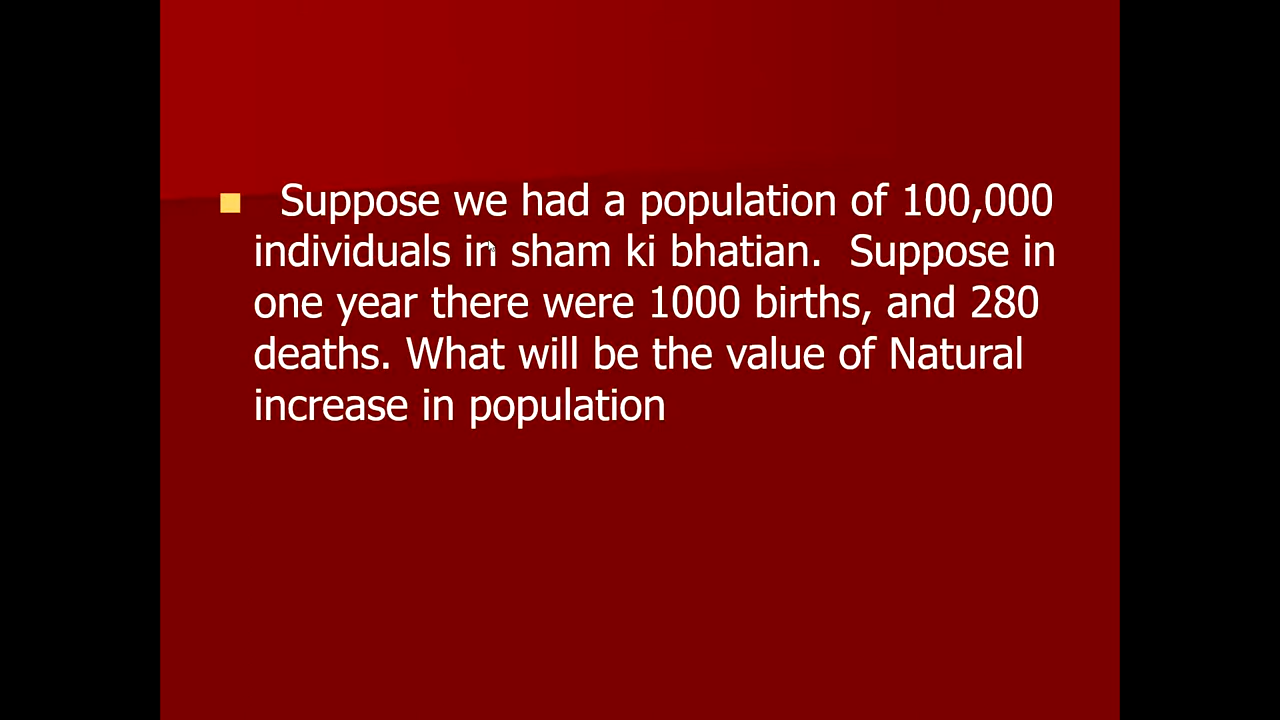 Suppose we had a population of 100,000
individuals in sham ki bhatian.  Suppose in
one year there were 1000 births, and 280
deaths. What will be the value of Natural
increase in population